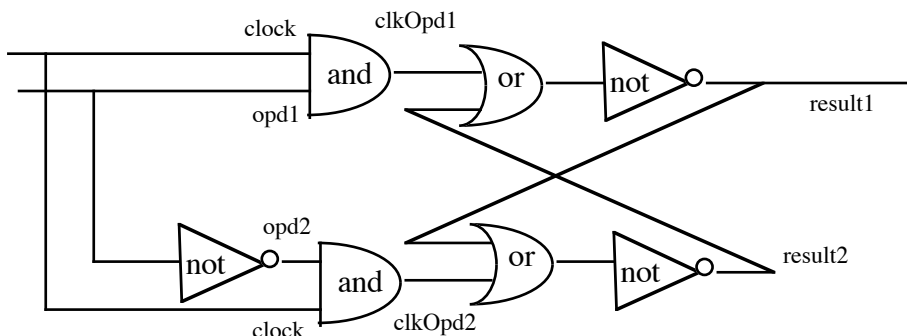 clock
clkOpd1
and
or
not
opd1
result1
opd2
not
and
or
not
result2
clock
clkOpd2